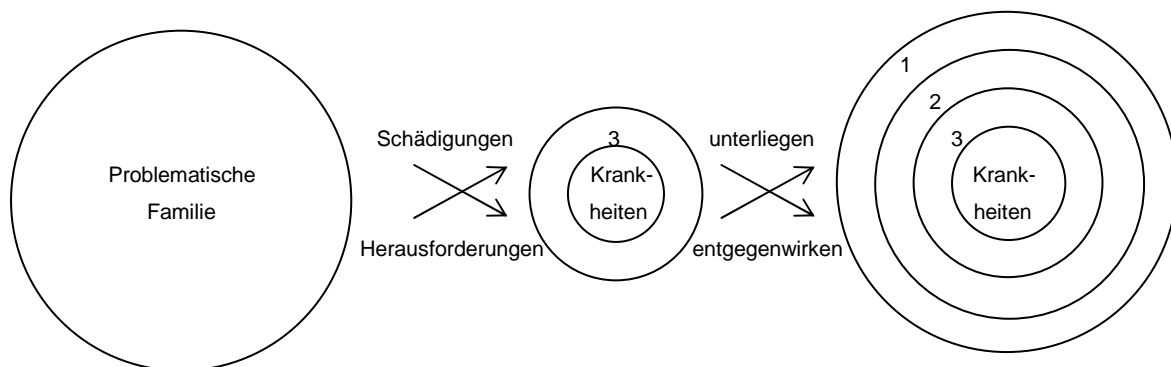 Problematische
Familie
Schädigungen
Herausforderungen
3
Krank-
heiten
unterliegen
entgegenwirken
1
2
3
Krank-
heiten